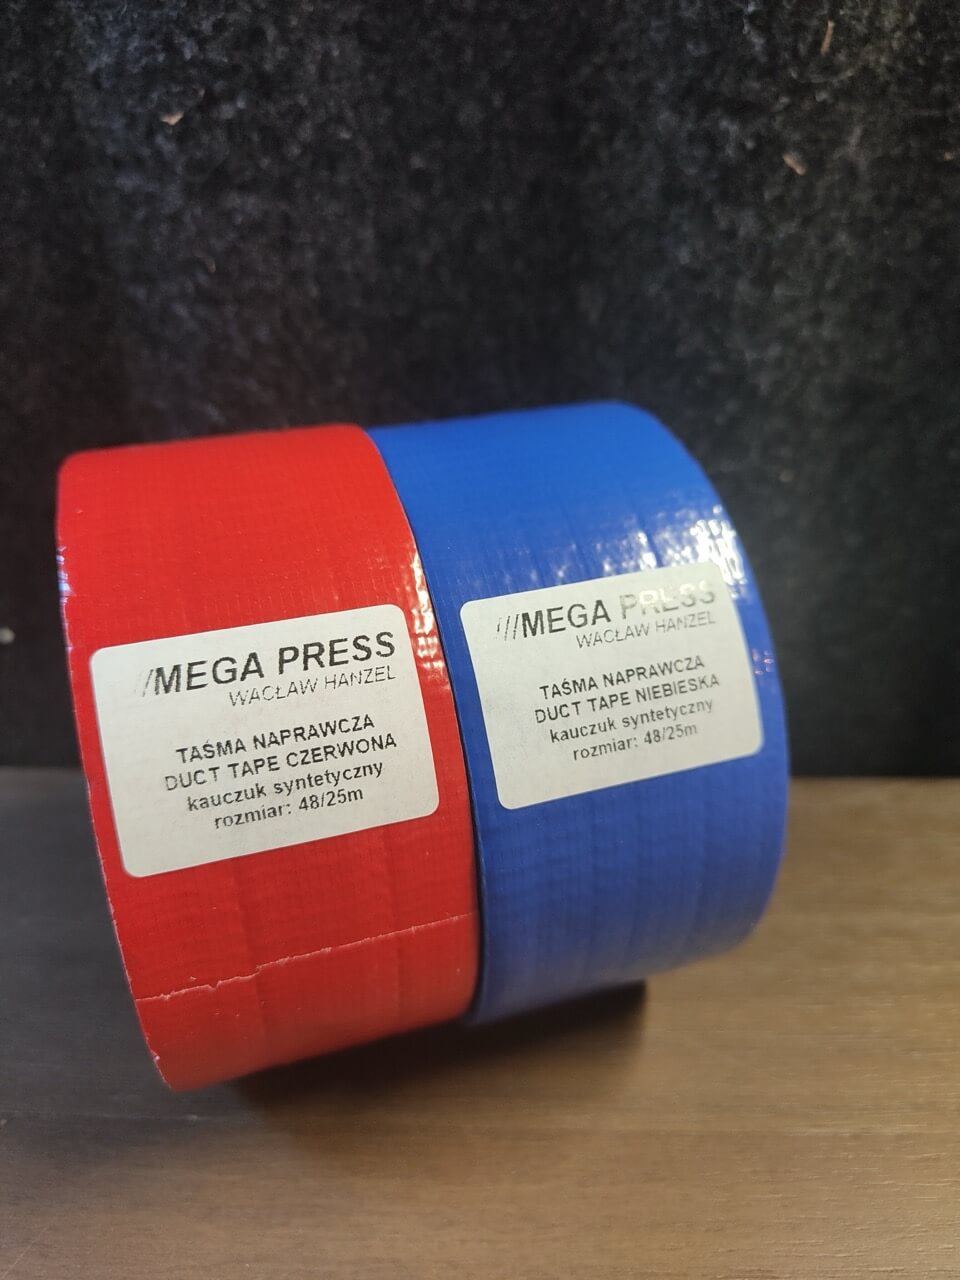 ///MEGA PRESS
WACŁAW HANZEL
TAŚMA NAPRAWCZA
DUCT TAPE CZERWONA
kauczuk syntetyczny
rozmiar: 48/25m
///MEGA PRESS
WACŁAW HANZEL
TAŚMA NAPRAWCZA
DUCT TAPE NIEBIESKA
kauczuk syntetyczny
rozmiar: 48/25m